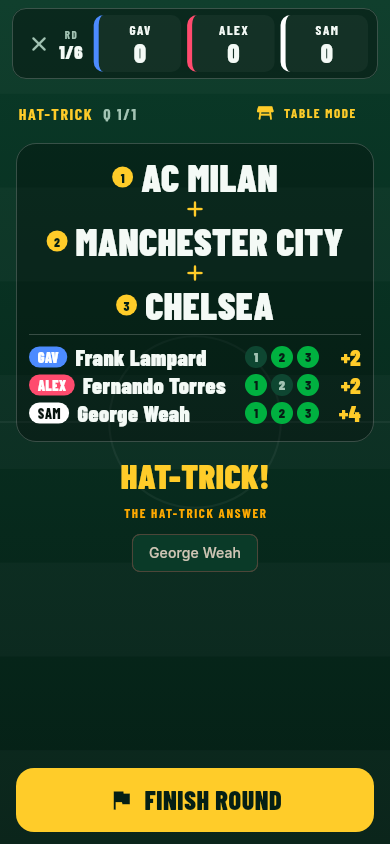 RD
1/6
GAV
0
ALEX
0
SAM
0
HAT-TRICK Q 1/1
TABLE MODE
1 AC MILAN
+
2 MANCHESTER CITY
+
3 CHELSEA
GAV Frank Lampard 1 2 3 +2
ALEX Fernando Torres 1 2 3 +2
SAM George Weah 1 2 3 +4
HAT-TRICK!
THE HAT-TRICK ANSWER
George Weah
FINISH ROUND